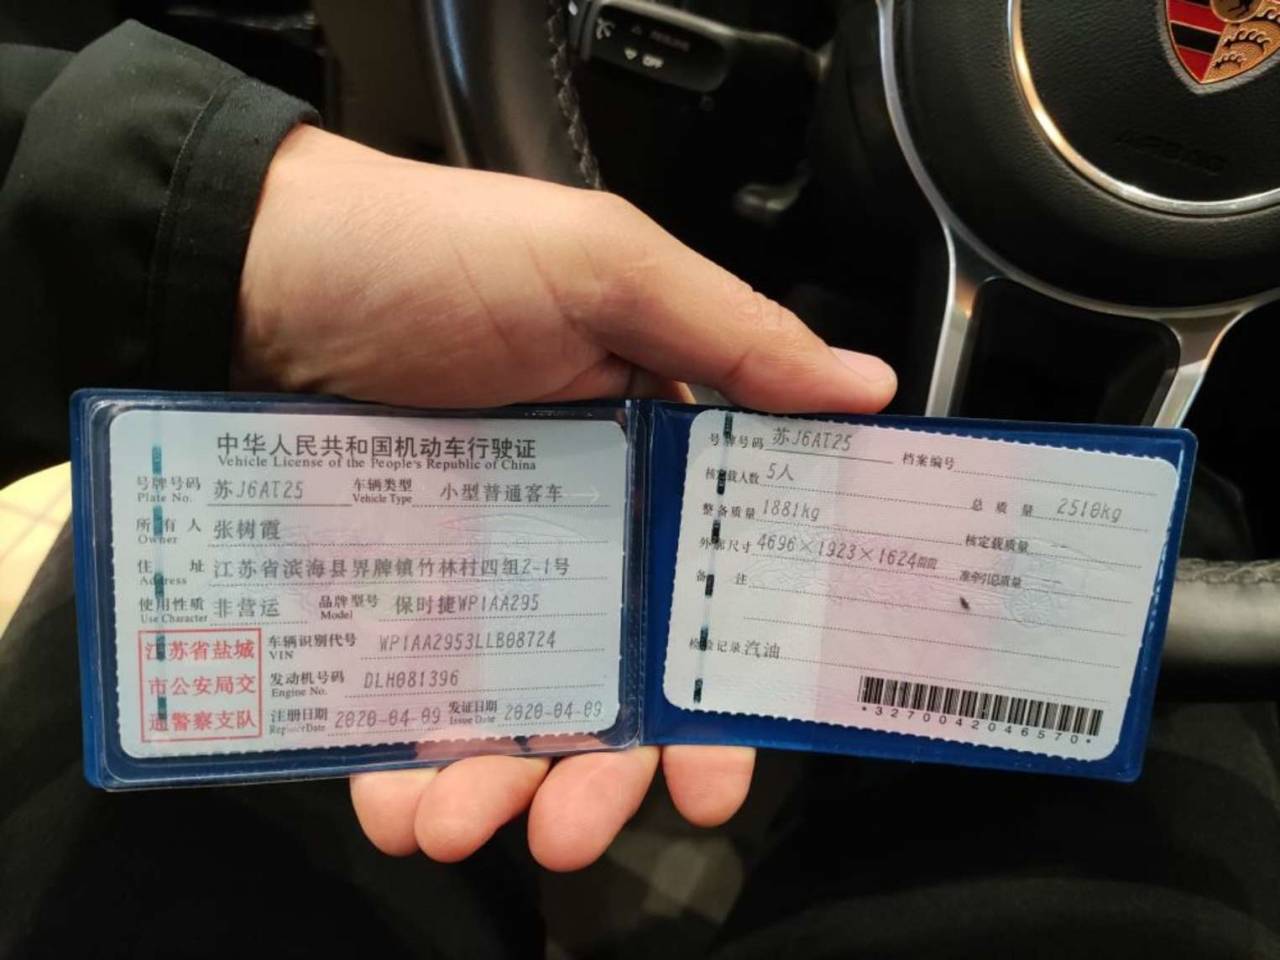 中华人民共和国机动车行驶证
Vehicle License of the People's Republic of China
号牌号码 苏J6AT25 车辆类型 小型普通客车
Plate No. Vehicle Type
所有人 张树霞
Owner
住址 江苏省滨海县界牌镇竹林村四组2-1号
Address
使用性质 非营运 品牌型号 保时捷WP1AA295
Use Character Model
江苏省盐城
市公安局交
通警察支队
车辆识别代号 WP1AA2953LLB08724
VIN
发动机号码 DLH081396
Engine No.
注册日期 2020-04-09 发证日期 2020-04-09
Register Date Issue Date
号牌号码 苏J6AT25 档案编号
核定载人数 5人 总质量 2510kg
整备质量 1881kg 核定载质量 --
外廓尺寸 4696×1923×1624mm 准牵引总质量 --
备注
检验记录 汽油
*3270042046570*
OFF